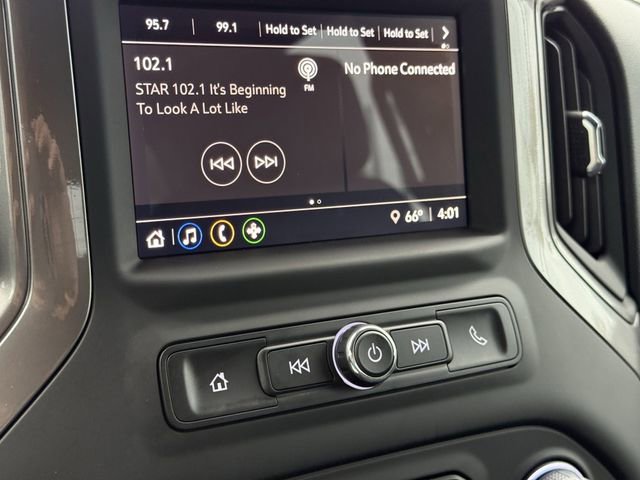 95.7 | 99.1 | Hold to Set | Hold to Set | Hold to Set
102.1
FM
No Phone Connected
STAR 102.1 It's Beginning
To Look A Lot Like
66° | 4:01